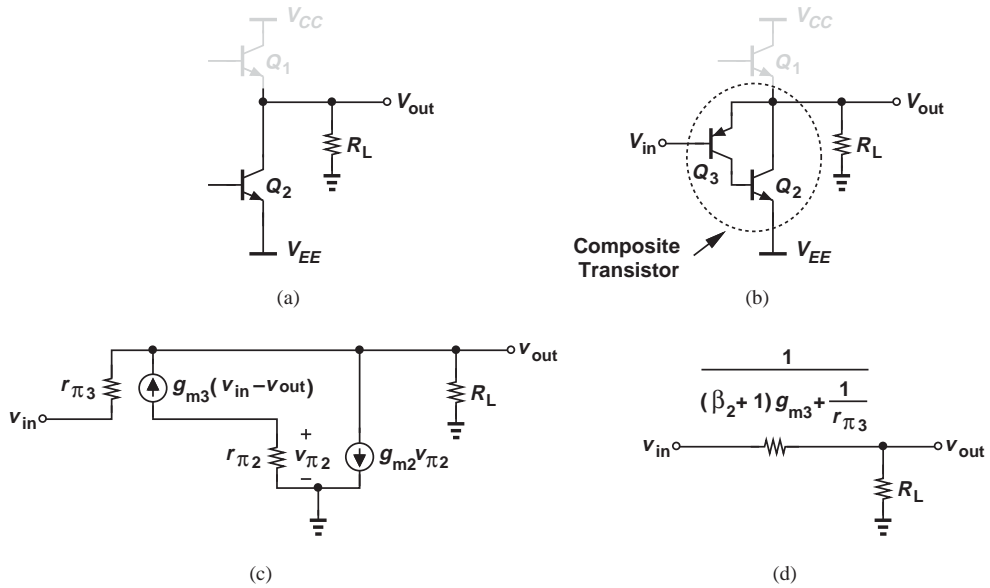 V_CC
Q_1
V_out
R_L
Q_2
V_EE
(a)
V_CC
Q_1
V_in
V_out
Q_3
R_L
Q_2
Composite
Transistor
V_EE
(b)
v_out
r_π3
g_m3(v_in−v_out)
R_L
v_in
r_π2
+
v_π2
−
g_m2v_π2
(c)
1
(β_2+1)g_m3+ 1
r_π3
v_in
v_out
R_L
(d)